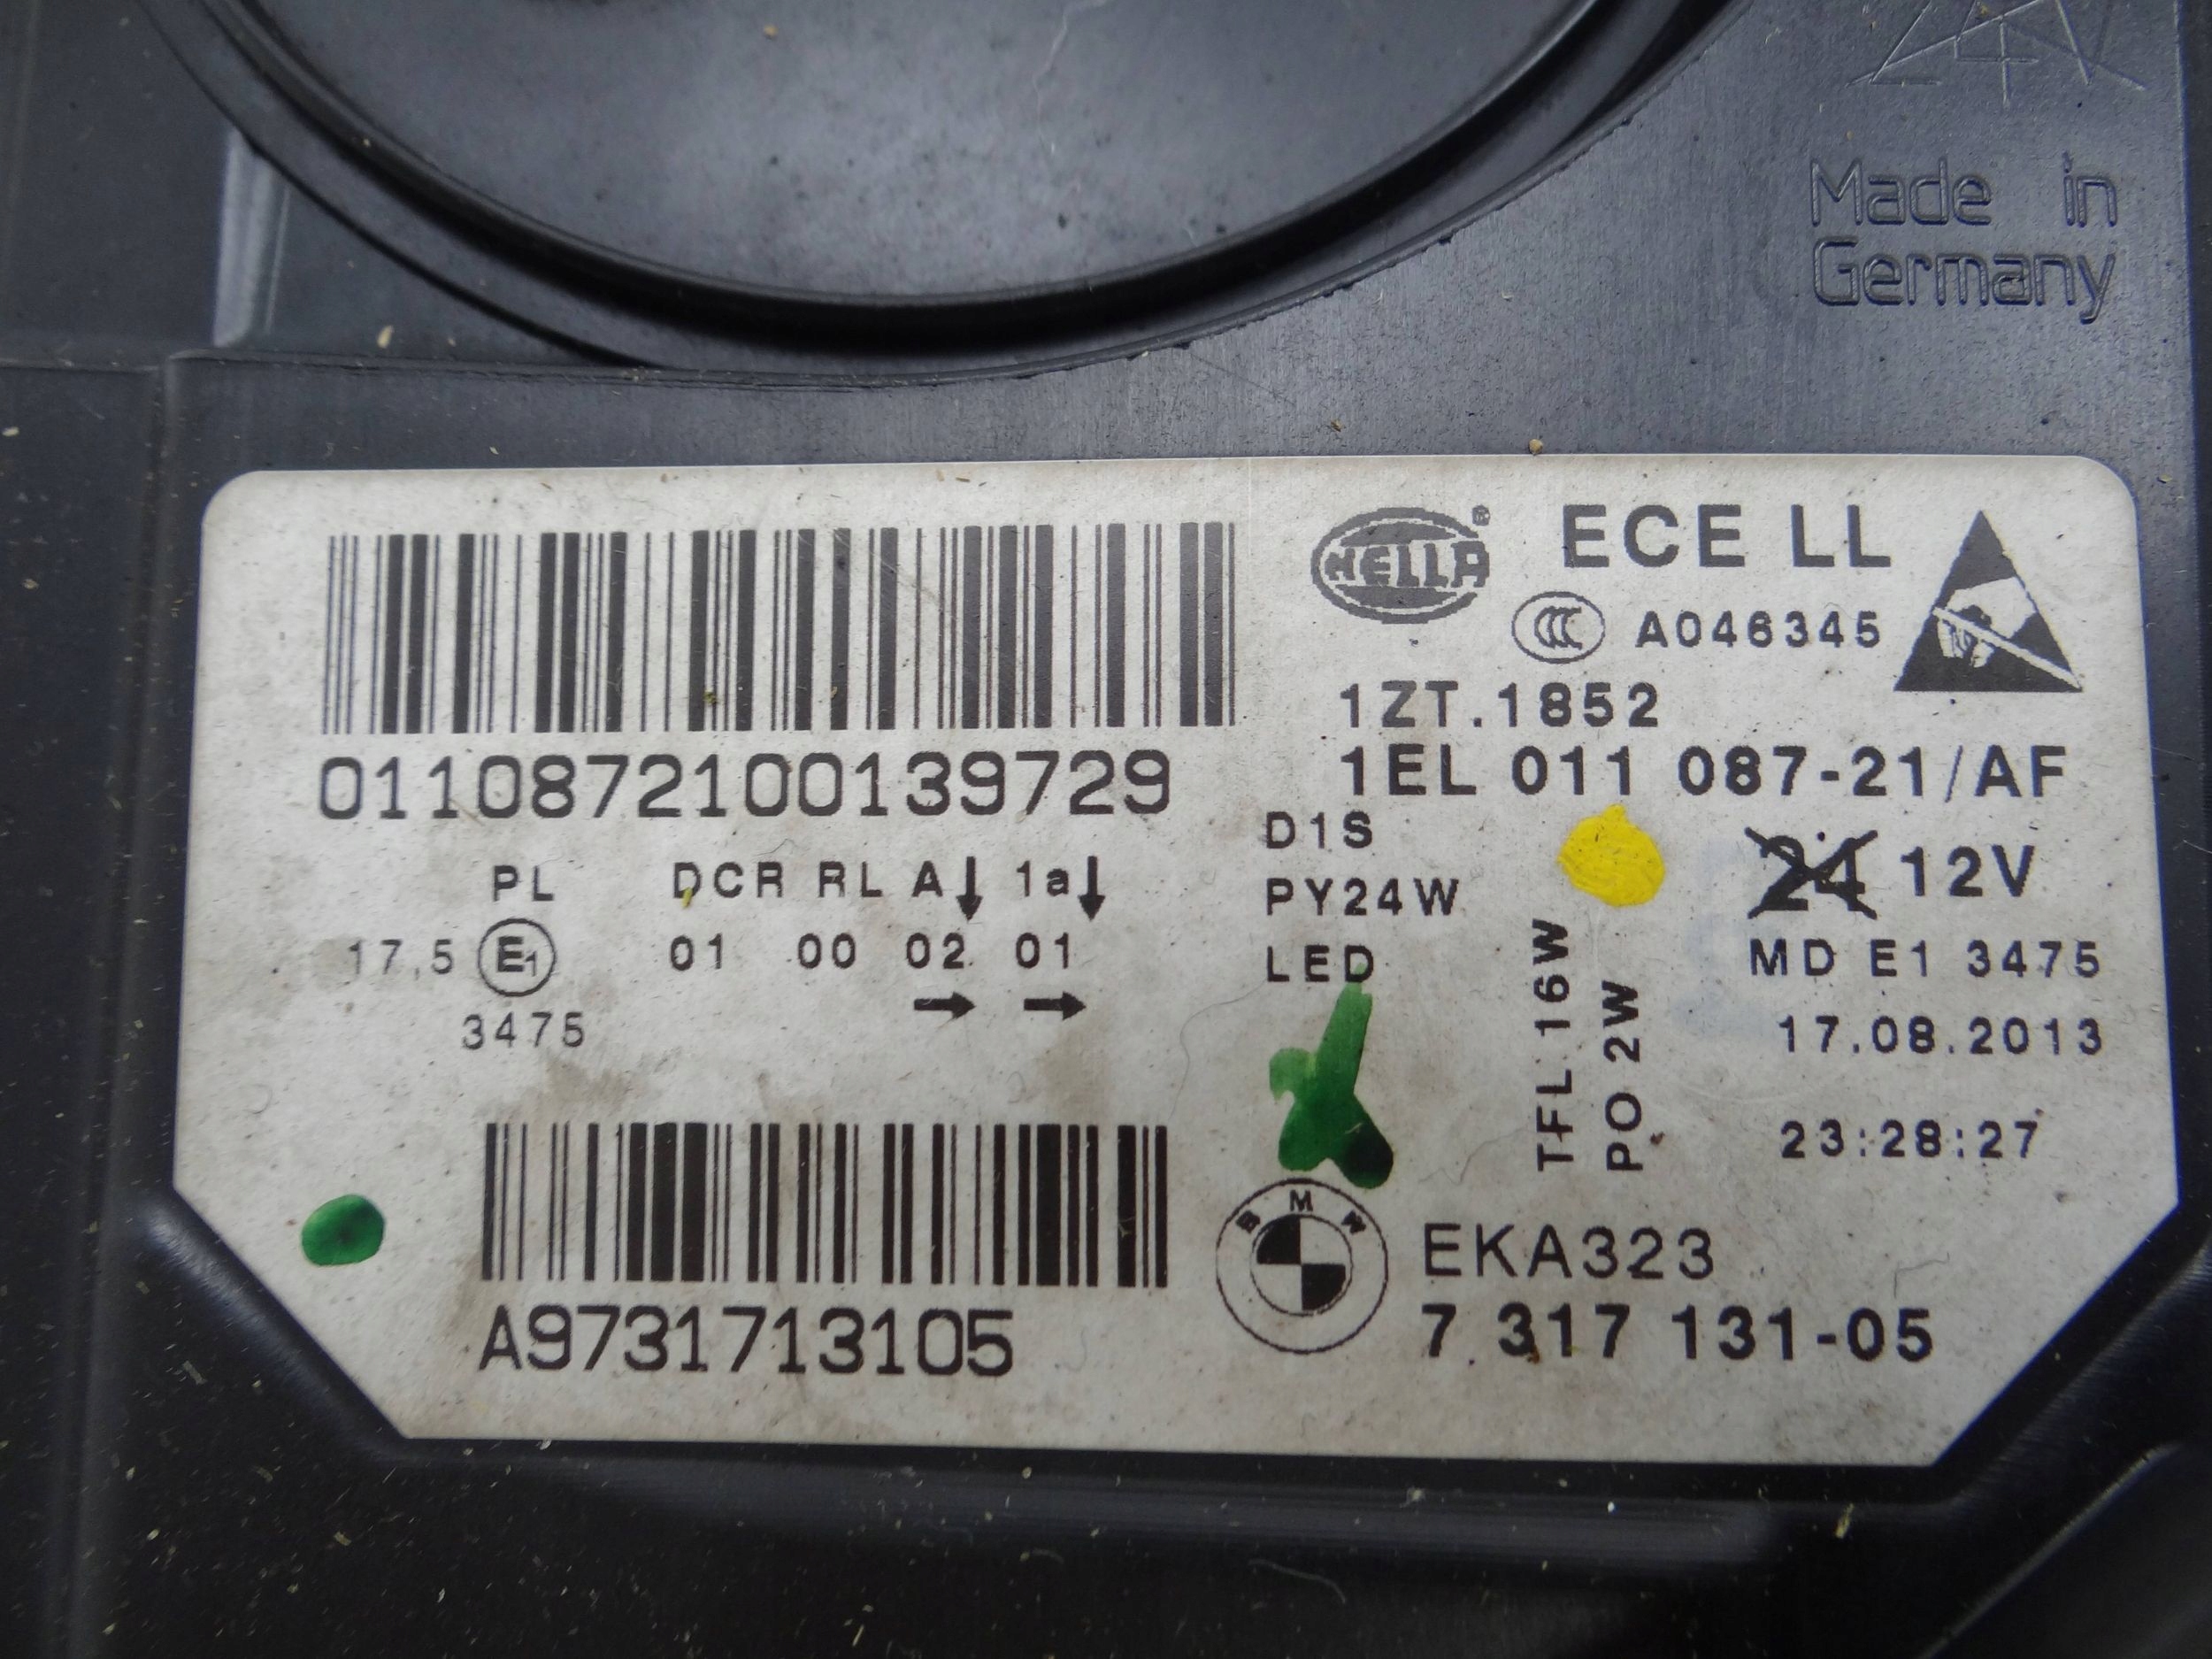 Made in
Germany
HELLA® ECE LL
CCC A046345
1ZT.1852
0110872100139729
1EL 011 087-21/AF
D1S
PL DCR RL A↓ 1a↓
PY24W
24 12V
17,5 E1 01 00 02 01
→ →
LED
MD E1 3475
3475
17.08.2013
TFL 16W
PO 2W
23:28:27
BMW
EKA323
A9731713105
7 317 131-05